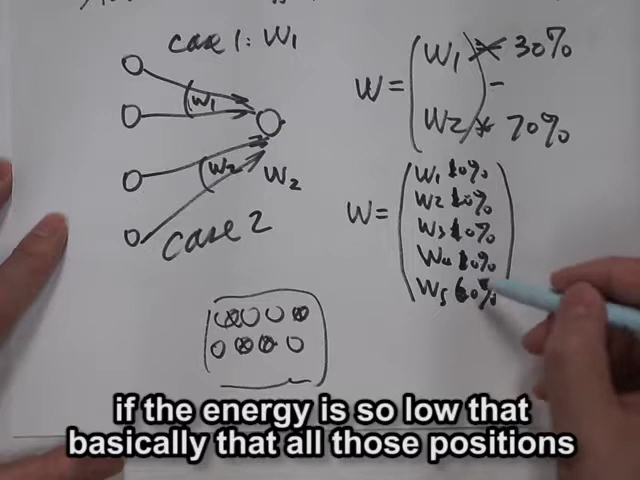 case 1: W1
W1
W2
W2
case 2
W =
W1 * 30%
W2 * 70%
W =
W1 10%
W2 10%
W3 10%
W4 10%
W5 60%
if the energy is so low that
basically that all those positions